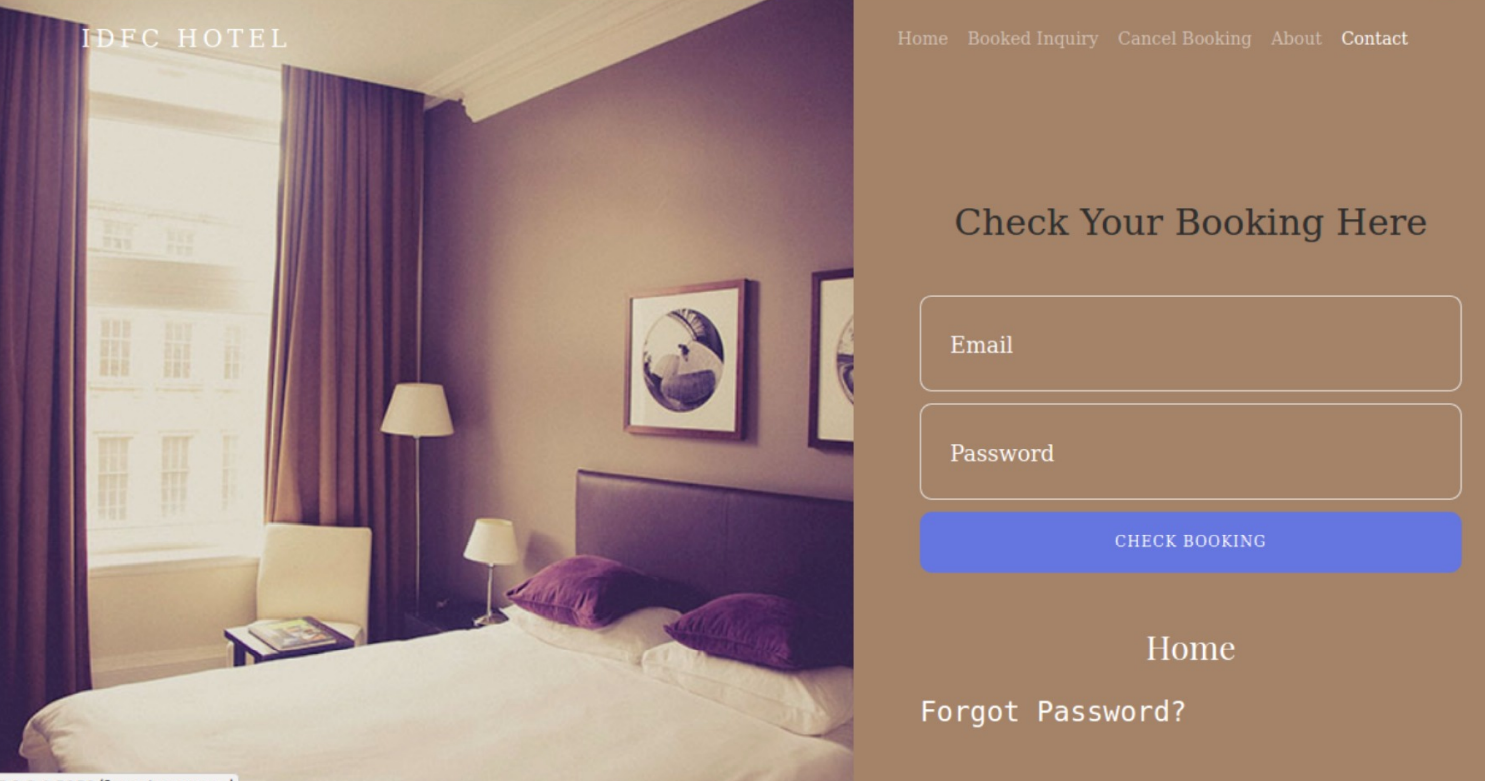 IDFC HOTEL
Home Booked Inquiry Cancel Booking About Contact
Check Your Booking Here
Email
Password
CHECK BOOKING
Home
Forgot Password?